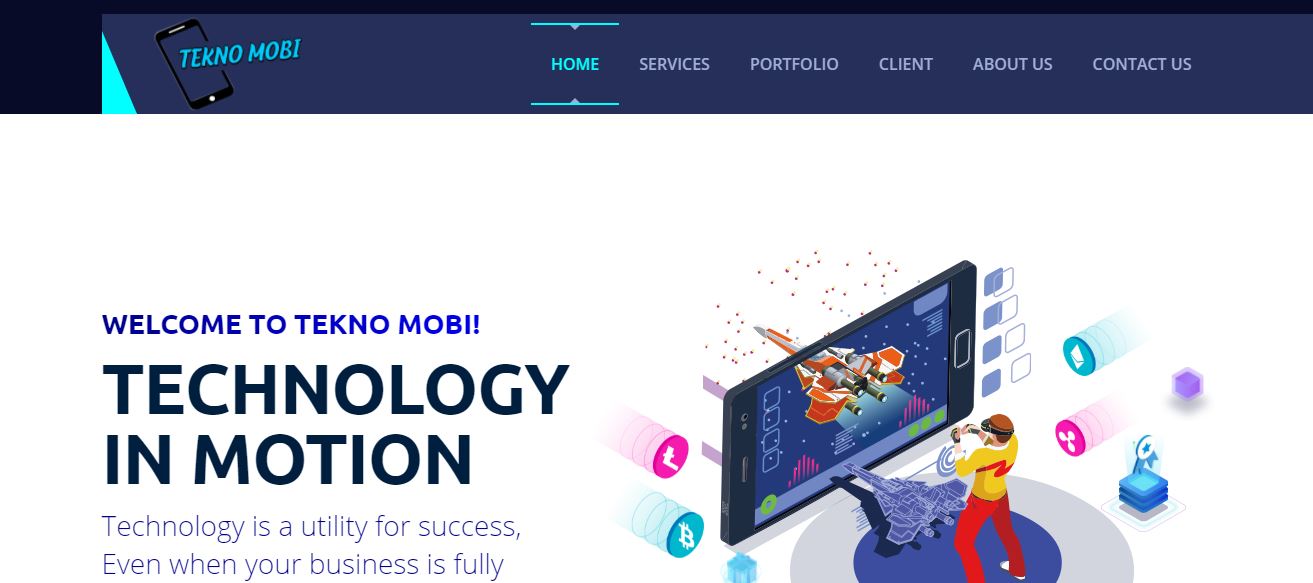 TEKNO MOBI
HOME SERVICES PORTFOLIO CLIENT ABOUT US CONTACT US
WELCOME TO TEKNO MOBI!
TECHNOLOGY
IN MOTION
Technology is a utility for success,
Even when your business is fully